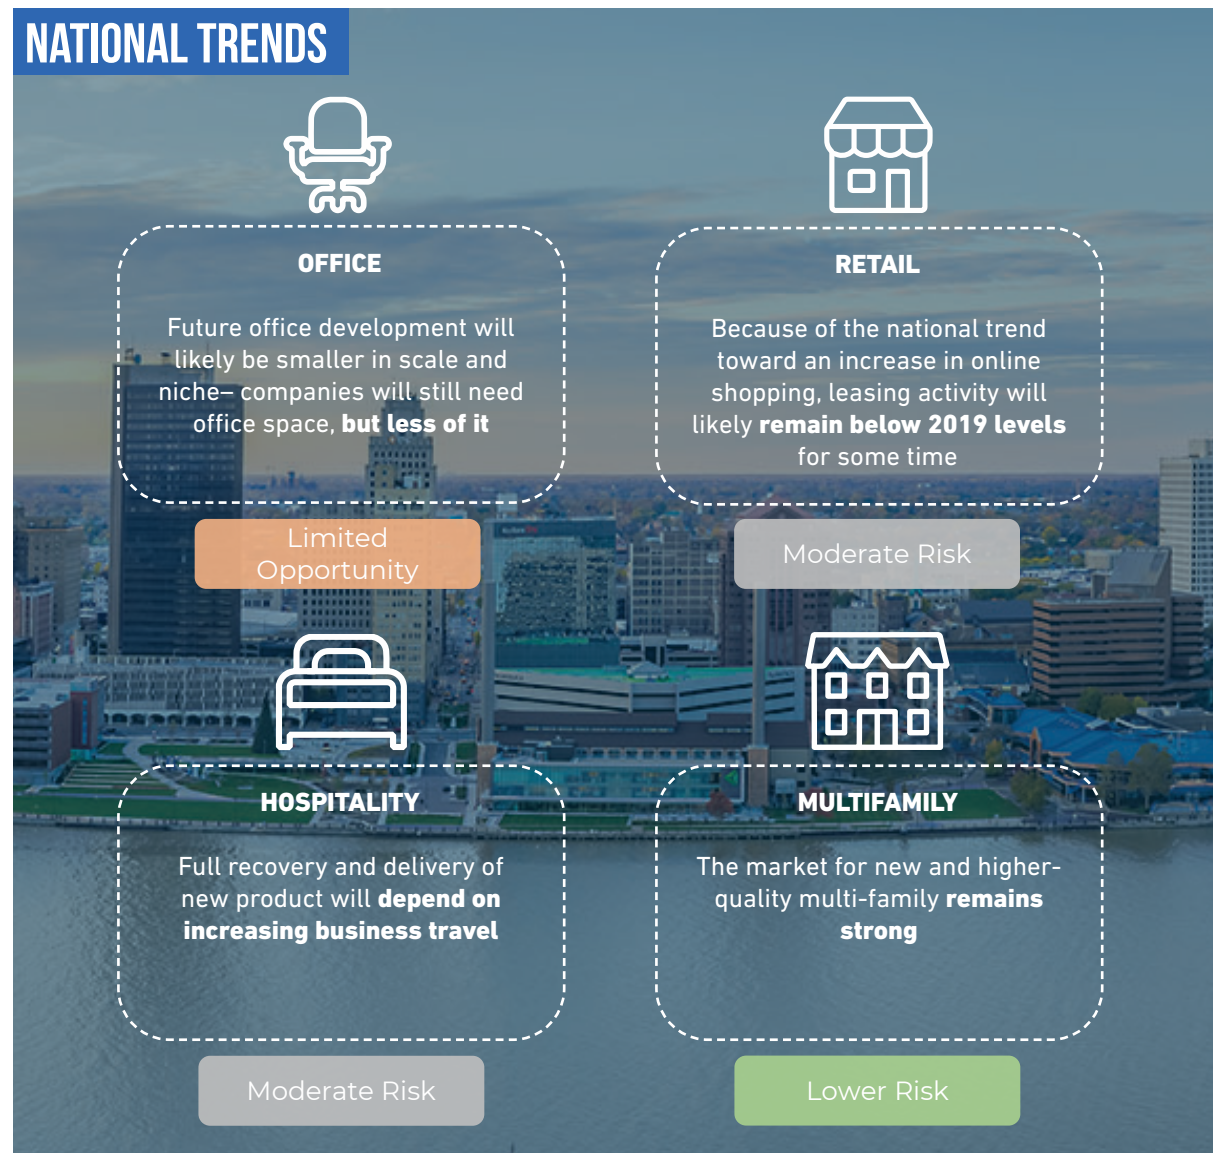 NATIONAL TRENDS
OFFICE
Future office development will
likely be smaller in scale and
niche– companies will still need
office space, but less of it
Limited
Opportunity
RETAIL
Because of the national trend
toward an increase in online
shopping, leasing activity will
likely remain below 2019 levels
for some time
Moderate Risk
HOSPITALITY
Full recovery and delivery of
new product will depend on
increasing business travel
Moderate Risk
MULTIFAMILY
The market for new and higher-
quality multi-family remains
strong
Lower Risk